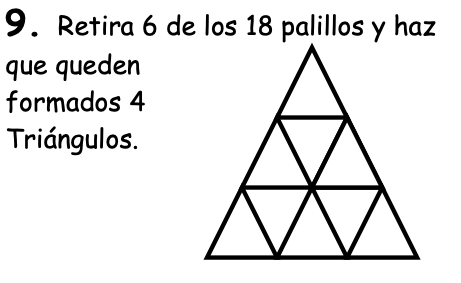 9. Retira 6 de los 18 palillos y haz
que queden
formados 4
Triángulos.